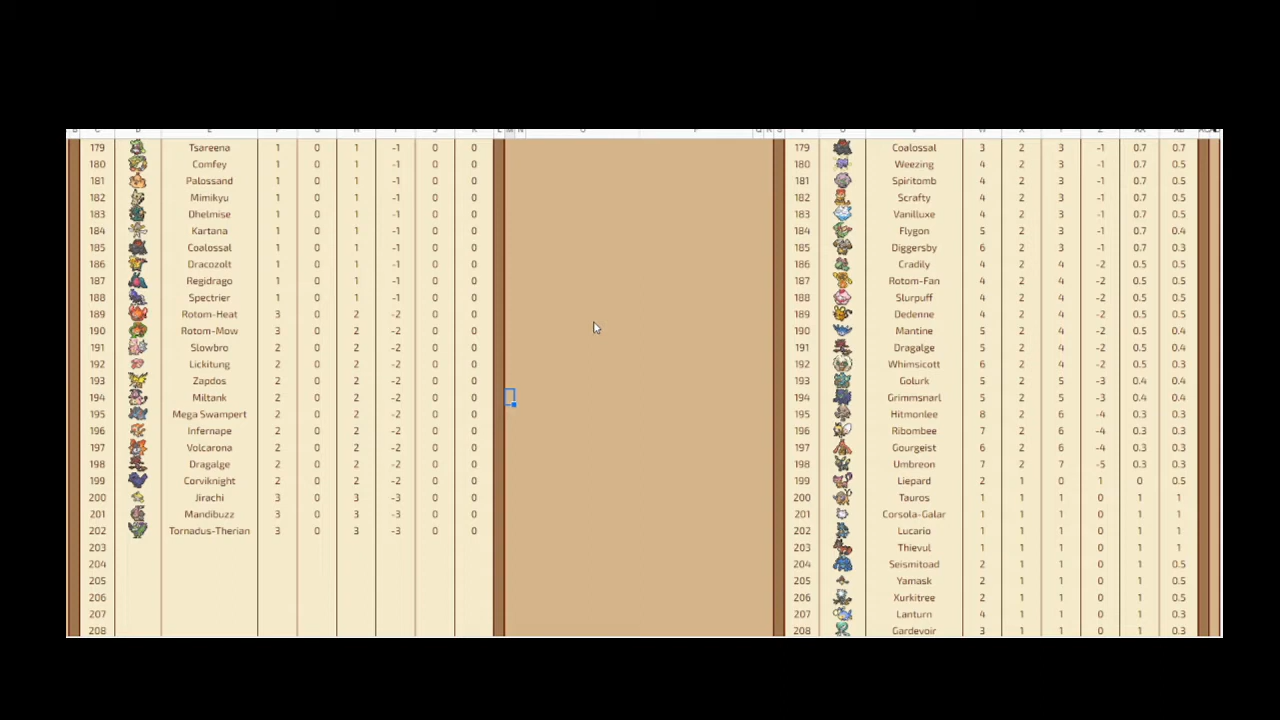 179 Tsareena 1 0 1 -1 0 0 179 Coalossal 3 2 3 -1 0.7 0.7
180 Comfey 1 0 1 -1 0 0 180 Weezing 4 2 3 -1 0.7 0.5
181 Palossand 1 0 1 -1 0 0 181 Spiritomb 4 2 3 -1 0.7 0.5
182 Mimikyu 1 0 1 -1 0 0 182 Scrafty 4 2 3 -1 0.7 0.5
183 Dhelmise 1 0 1 -1 0 0 183 Vanilluxe 4 2 3 -1 0.7 0.5
184 Kartana 1 0 1 -1 0 0 184 Flygon 5 2 3 -1 0.7 0.4
185 Coalossal 1 0 1 -1 0 0 185 Diggersby 6 2 3 -1 0.7 0.3
186 Dracozolt 1 0 1 -1 0 0 186 Cradily 4 2 4 -2 0.5 0.5
187 Regidrago 1 0 1 -1 0 0 187 Rotom-Fan 4 2 4 -2 0.5 0.5
188 Spectrier 1 0 1 -1 0 0 188 Slurpuff 4 2 4 -2 0.5 0.5
189 Rotom-Heat 3 0 2 -2 0 0 189 Dedenne 4 2 4 -2 0.5 0.5
190 Rotom-Mow 3 0 2 -2 0 0 190 Mantine 5 2 4 -2 0.5 0.4
191 Slowbro 2 0 2 -2 0 0 191 Dragalge 5 2 4 -2 0.5 0.4
192 Lickitung 2 0 2 -2 0 0 192 Whimsicott 6 2 4 -2 0.5 0.3
193 Zapdos 2 0 2 -2 0 0 193 Golurk 5 2 5 -3 0.4 0.4
194 Miltank 2 0 2 -2 0 0 194 Grimmsnarl 5 2 5 -3 0.4 0.4
195 Mega Swampert 2 0 2 -2 0 0 195 Hitmonlee 8 2 6 -4 0.3 0.3
196 Infernape 2 0 2 -2 0 0 196 Ribombee 7 2 6 -4 0.3 0.3
197 Volcarona 2 0 2 -2 0 0 197 Gourgeist 6 2 6 -4 0.3 0.3
198 Dragalge 2 0 2 -2 0 0 198 Umbreon 7 2 7 -5 0.3 0.3
199 Corviknight 2 0 2 -2 0 0 199 Liepard 2 1 0 1 0 0.5
200 Jirachi 3 0 3 -3 0 0 200 Tauros 1 1 1 0 1 1
201 Mandibuzz 3 0 3 -3 0 0 201 Corsola-Galar 1 1 1 0 1 1
202 Tornadus-Therian 3 0 3 -3 0 0 202 Lucario 1 1 1 0 1 1
203 203 Thievul 1 1 1 0 1 1
204 204 Seismitoad 2 1 1 0 1 0.5
205 205 Yamask 2 1 1 0 1 0.5
206 206 Xurkitree 2 1 1 0 1 0.5
207 207 Lanturn 4 1 1 0 1 0.3
208 208 Gardevoir 3 1 1 0 1 0.3